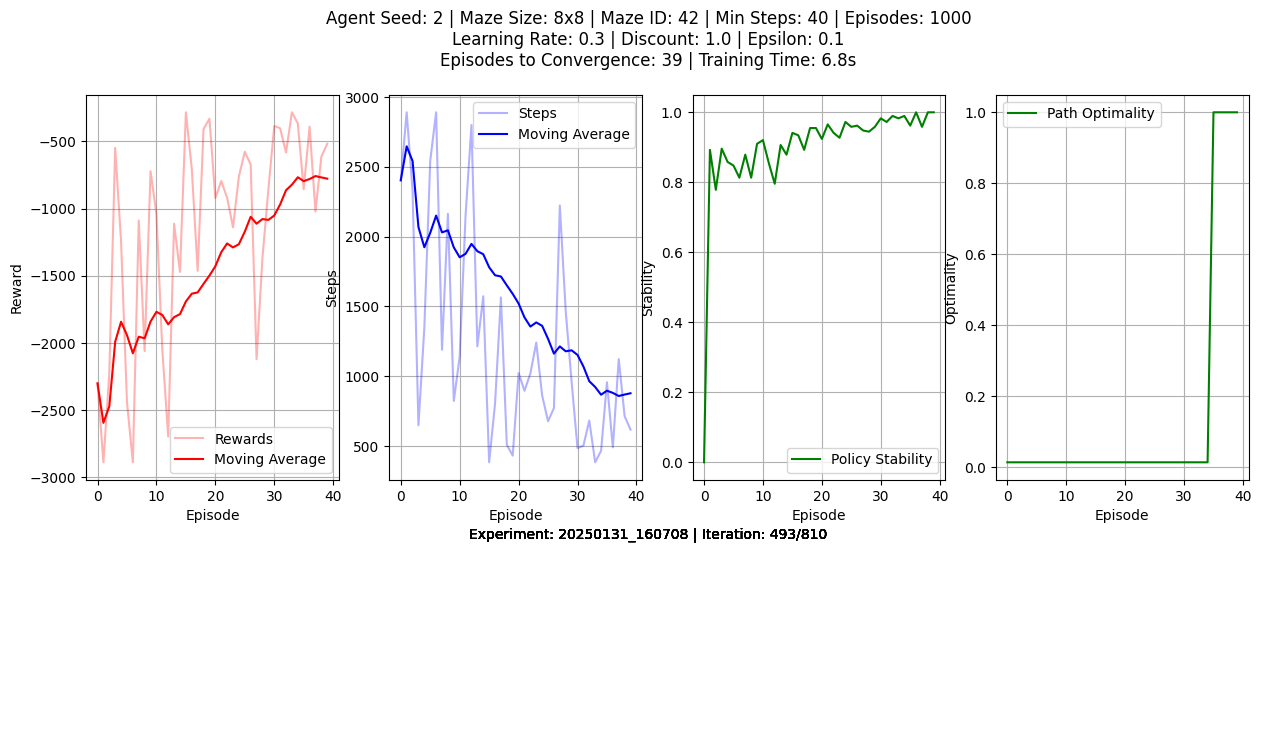 Agent Seed: 2 | Maze Size: 8x8 | Maze ID: 42 | Min Steps: 40 | Episodes: 1000
Learning Rate: 0.3 | Discount: 1.0 | Epsilon: 0.1
Episodes to Convergence: 39 | Training Time: 6.8s
Reward
−500
−1000
−1500
−2000
−2500
−3000
Rewards
Moving Average
0 10 20 30 40
Episode
Steps
3000
2500
2000
1500
1000
500
Steps
Moving Average
0 10 20 30 40
Episode
Stability
1.0
0.8
0.6
0.4
0.2
0.0
Policy Stability
0 10 20 30 40
Episode
Optimality
1.0
0.8
0.6
0.4
0.2
0.0
Path Optimality
0 10 20 30 40
Episode
Experiment: 20250131_160708 | Iteration: 493/810